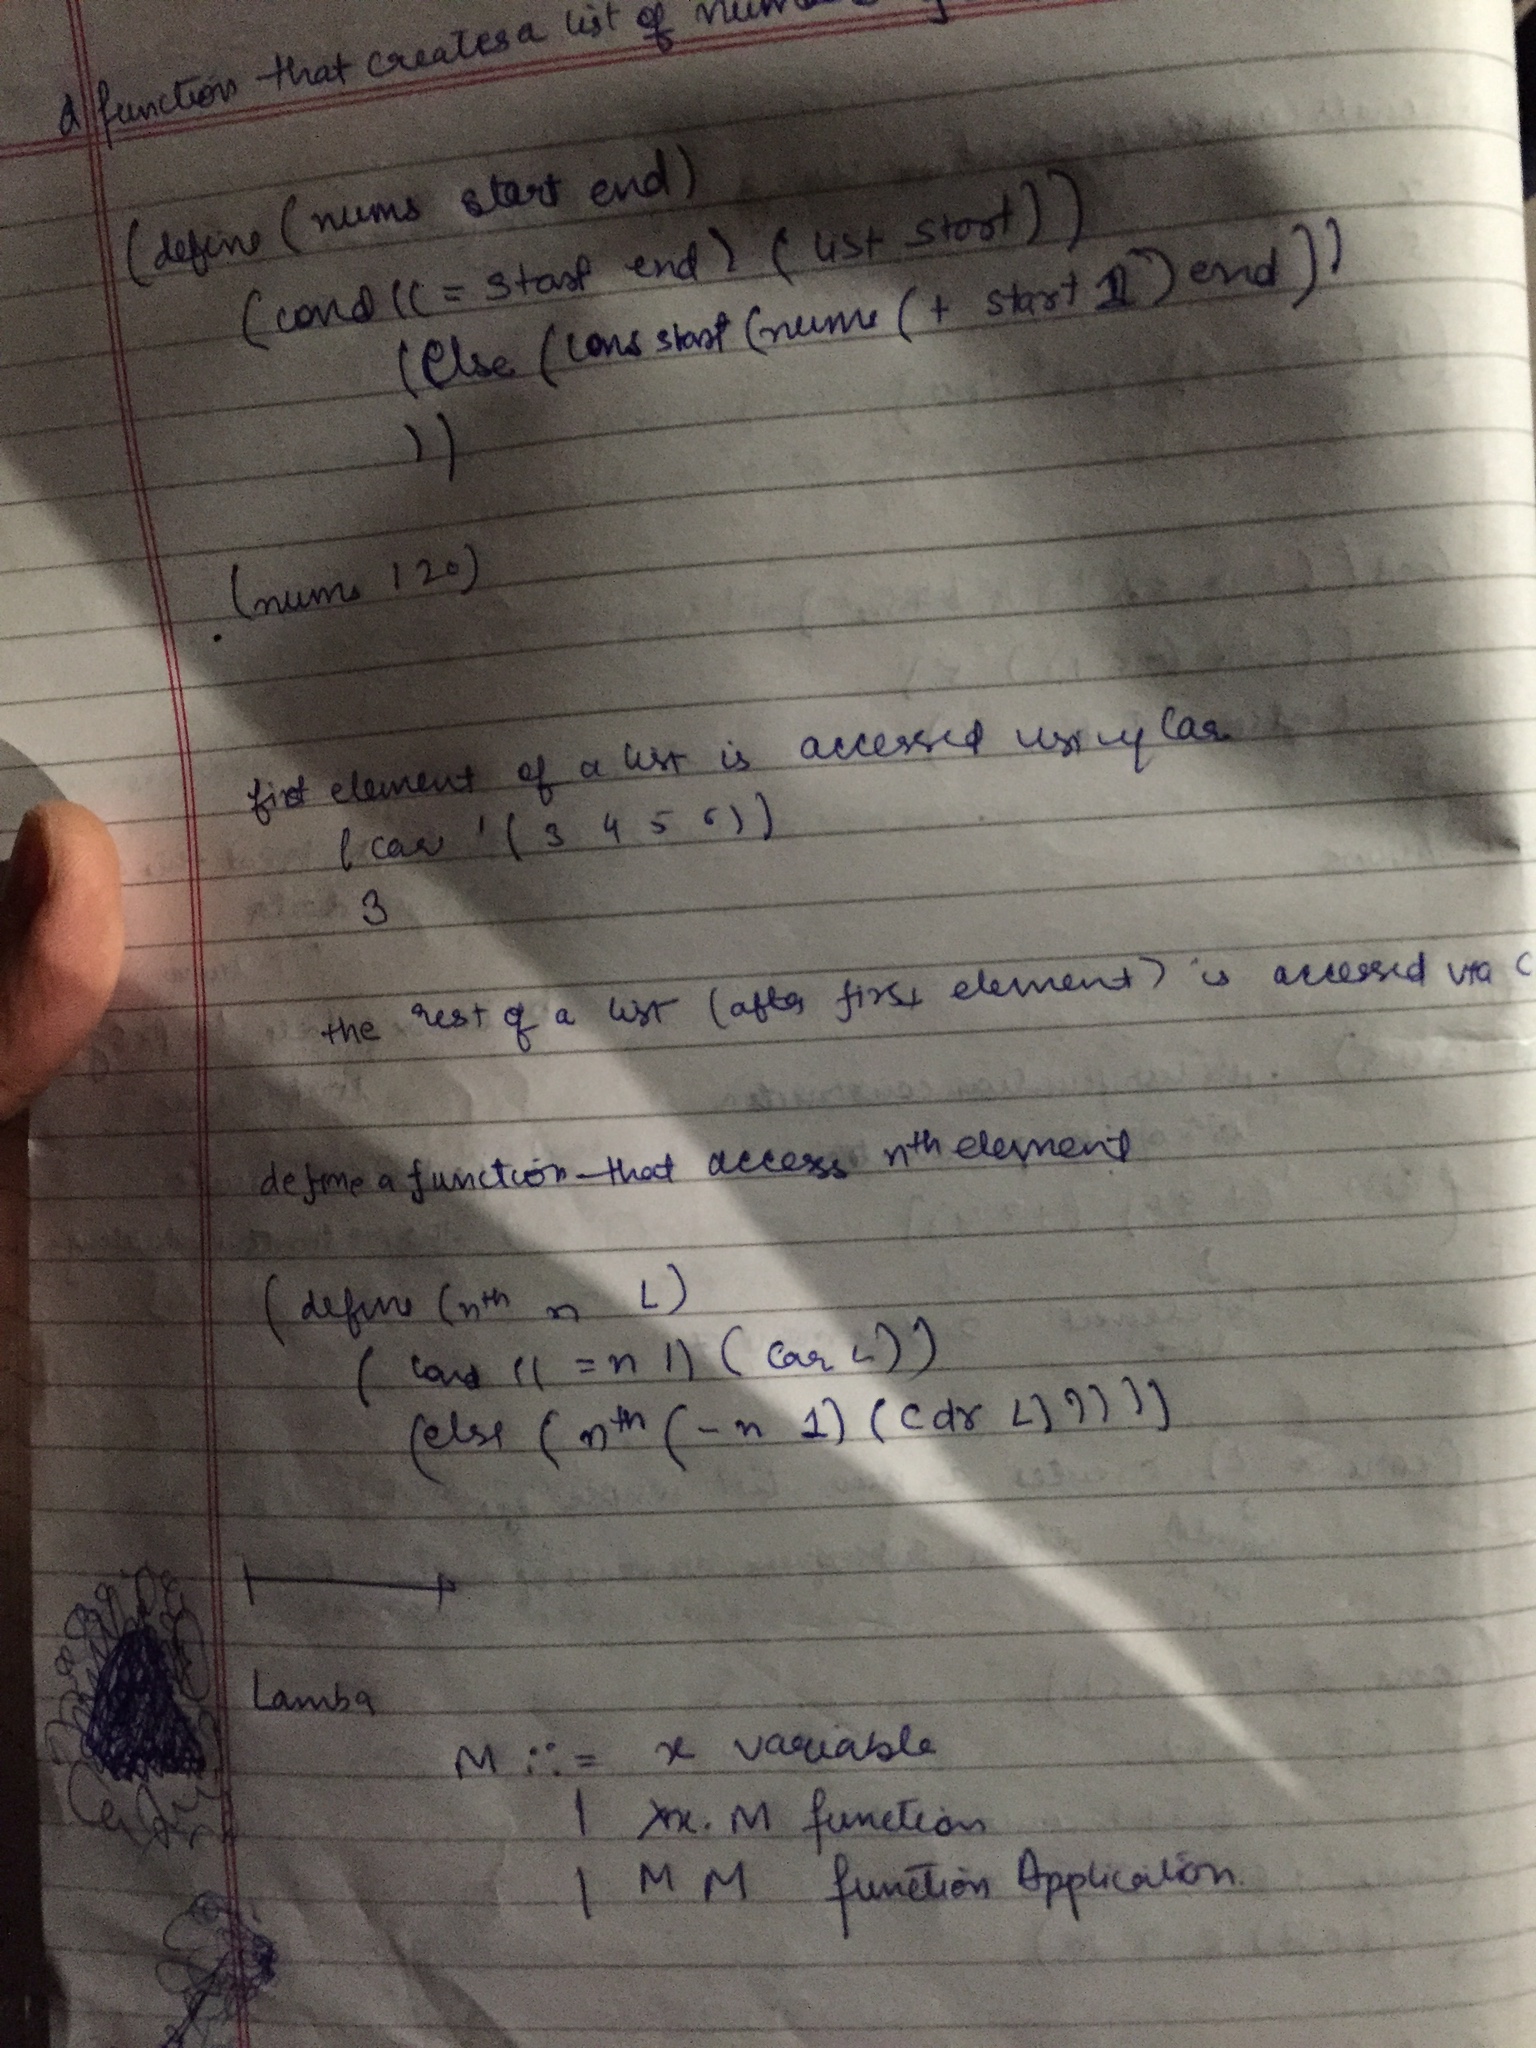 A function that creates a list of
(define (nums start end)
(cond ((= start end) (list start))
(else (cons start (nums (+ start 1) end))
))
(nums 1 20)
first element of a list is accessed using Car
(car '(3 4 5 6))
3
the rest of a list (after first element) is accessed via C
define a function that access nth element
(define (nth n L)
(cond ((= n 1) (car L))
(else (nth (- n 1) (cdr L)))))
Lamba
M ::= x variable
| λx. M function
| M M function Application.